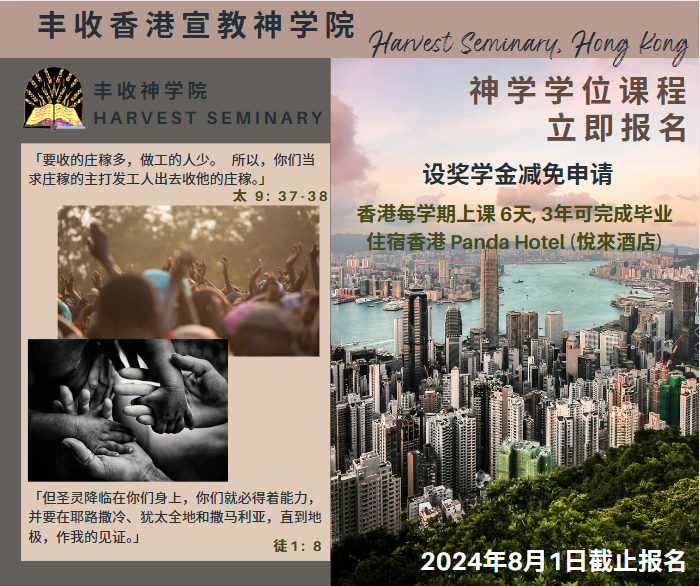 丰收香港宣教神学院
Harvest Seminary, Hong Kong
丰收神学院
HARVEST SEMINARY
「要收的庄稼多，做工的人少。 所以，你们当
求庄稼的主打发工人出去收他的庄稼。」
太 9: 37-38
「但圣灵降临在你们身上，你们就必得着能力，
并要在耶路撒冷、犹太全地和撒马利亚，直到地
极，作我的见证。」
徒1: 8
神学学位课程
立即报名
设奖学金减免申请
香港每学期上课 6天, 3年可完成毕业
住宿香港 Panda Hotel (悅來酒店)
2024年8月1日截止报名